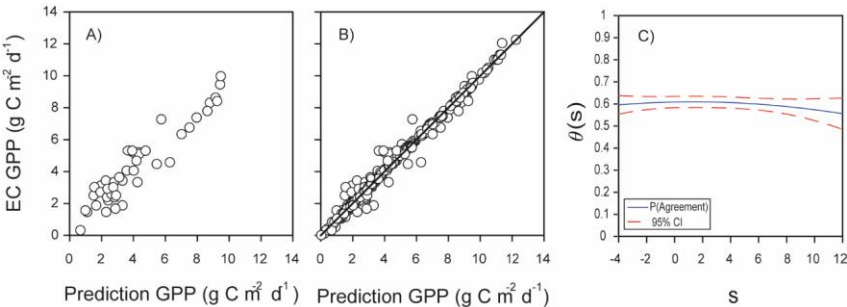 A)
EC GPP (g C m² d⁻¹)
14
12
10
8
6
4
2
0
0 2 4 6 8 10 12 14
Prediction GPP (g C m² d⁻¹)
B)
0 2 4 6 8 10 12 14
Prediction GPP (g C m² d⁻¹)
C)
θ(s)
1
0.9
0.8
0.7
0.6
0.5
0.4
0.3
0.2
0.1
0
P(Agreement)
95% CI
-4 -2 0 2 4 6 8 10 12
s